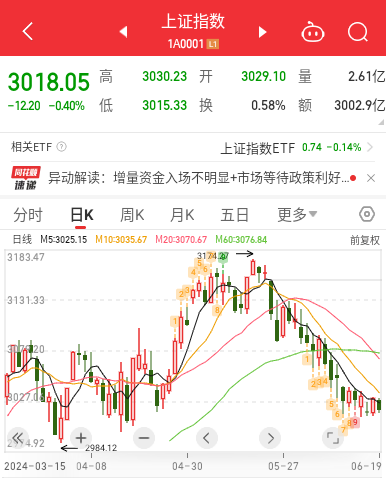 上证指数
1A0001 L1
3018.05 高 3030.23 开 3029.10 量 2.61亿
-12.20 -0.40% 低 3015.33 换 0.58% 额 3002.9亿
相关ETF ? 上证指数ETF 0.74 -0.14%
同花顺
速递 异动解读：增量资金入场不明显+市场等待政策利好...
分时 日K 周K 月K 五日 更多
日线 M5:3025.15 M10:3035.67 M20:3070.67 M60:3076.84 前复权
3183.47
3174.27
3131.33
2984.12
2024-03-15 04-08 04-30 05-27 06-19